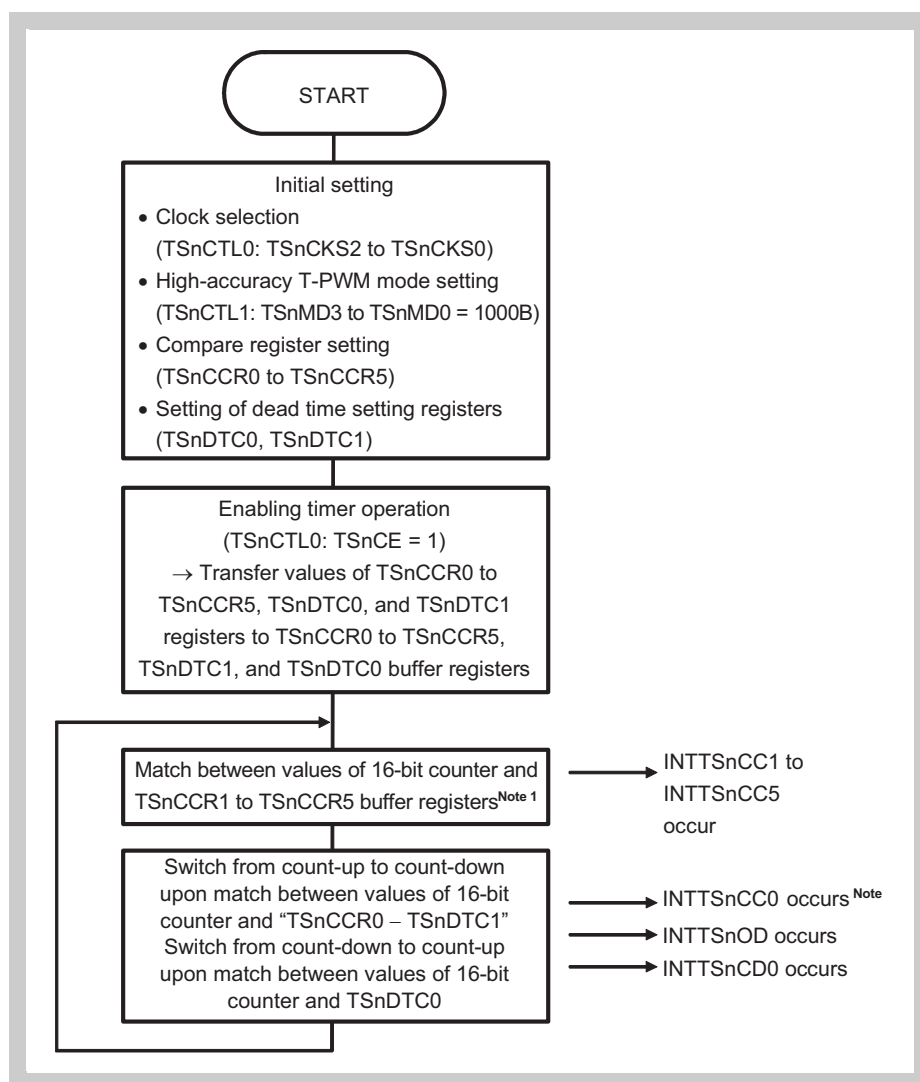 START
Initial setting
• Clock selection
(TSnCTL0: TSnCKS2 to TSnCKS0)
• High-accuracy T-PWM mode setting
(TSnCTL1: TSnMD3 to TSnMD0 = 1000B)
• Compare register setting
(TSnCCR0 to TSnCCR5)
• Setting of dead time setting registers
(TSnDTC0, TSnDTC1)
Enabling timer operation
(TSnCTL0: TSnCE = 1)
→ Transfer values of TSnCCR0 to
TSnCCR5, TSnDTC0, and TSnDTC1
registers to TSnCCR0 to TSnCCR5,
TSnDTC1, and TSnDTC0 buffer registers
Match between values of 16-bit counter and
TSnCCR1 to TSnCCR5 buffer registers Note 1
INTTSnCC1 to
INTTSnCC5
occur
Switch from count-up to count-down
upon match between values of 16-bit
counter and “TSnCCR0 – TSnDTC1”
Switch from count-down to count-up
upon match between values of 16-bit
counter and TSnDTC0
INTTSnCC0 occurs Note
INTTSnOD occurs
INTTSnCD0 occurs